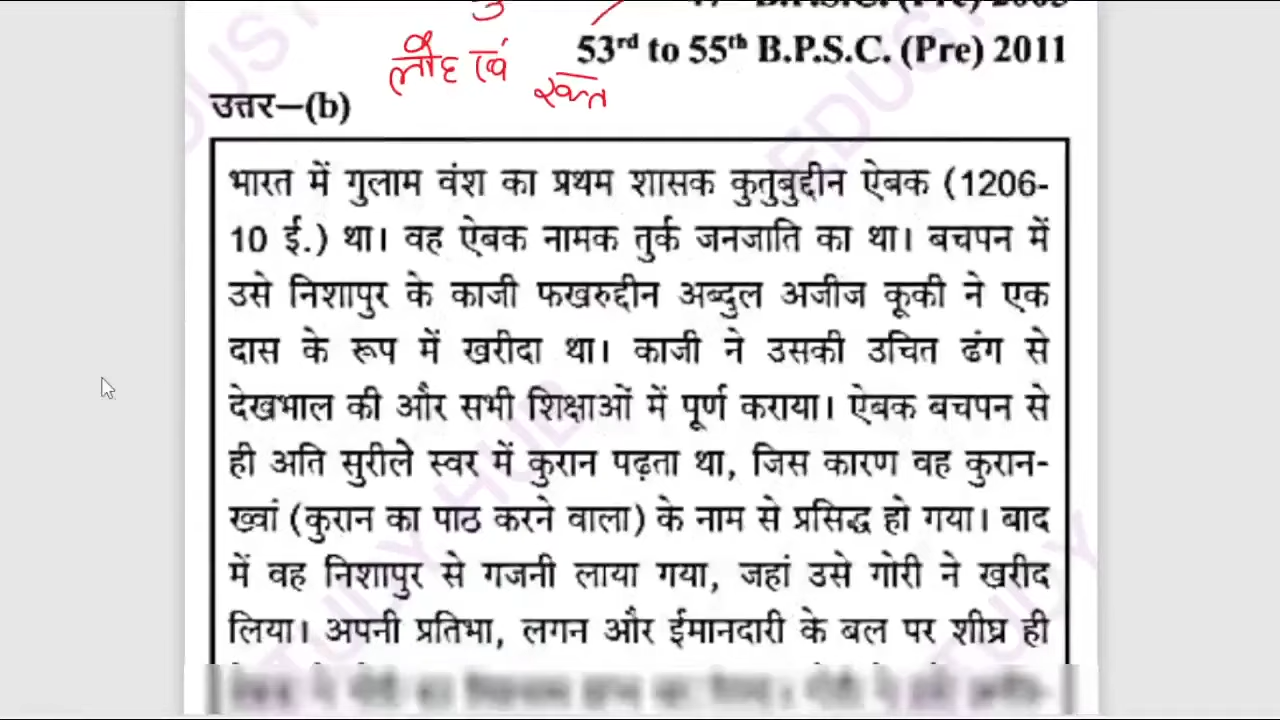 53rd to 55th B.P.S.C. (Pre) 2011
लौह एवं
रक्त
उत्तर–(b)
भारत में गुलाम वंश का प्रथम शासक कुतुबुद्दीन ऐबक (1206-
10 ई.) था। वह ऐबक नामक तुर्क जनजाति का था। बचपन में
उसे निशापुर के काजी फखरुद्दीन अब्दुल अजीज कूकी ने एक
दास के रूप में खरीदा था। काजी ने उसकी उचित ढंग से
देखभाल की और सभी शिक्षाओं में पूर्ण कराया। ऐबक बचपन से
ही अति सुरीले स्वर में कुरान पढ़ता था, जिस कारण वह कुरान-
ख्वां (कुरान का पाठ करने वाला) के नाम से प्रसिद्ध हो गया। बाद
में वह निशापुर से गजनी लाया गया, जहां उसे गोरी ने खरीद
लिया। अपनी प्रतिभा, लगन और ईमानदारी के बल पर शीघ्र ही